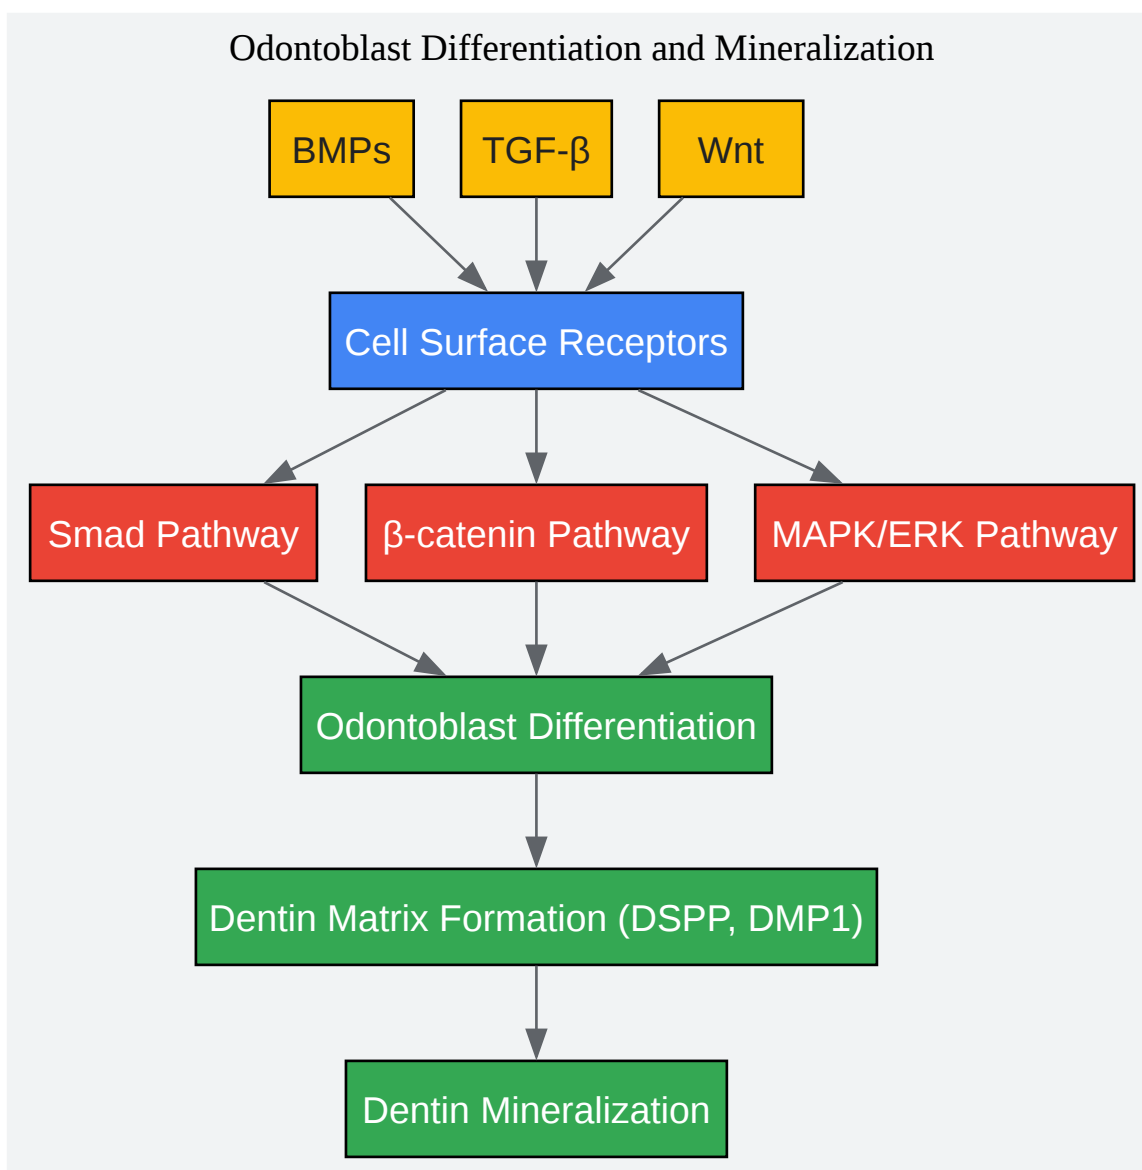 Odontoblast Differentiation and Mineralization
BMPs
TGF-β
Wnt
Cell Surface Receptors
Smad Pathway
β-catenin Pathway
MAPK/ERK Pathway
Odontoblast Differentiation
Dentin Matrix Formation (DSPP, DMP1)
Dentin Mineralization